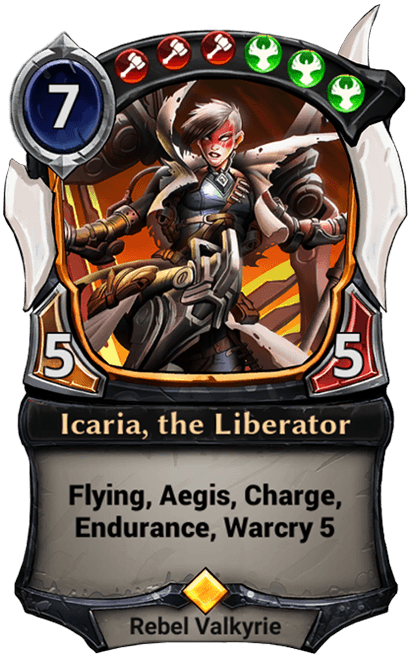 7
5
5
Icaria, the Liberator
Flying, Aegis, Charge,
Endurance, Warcry 5
Rebel Valkyrie